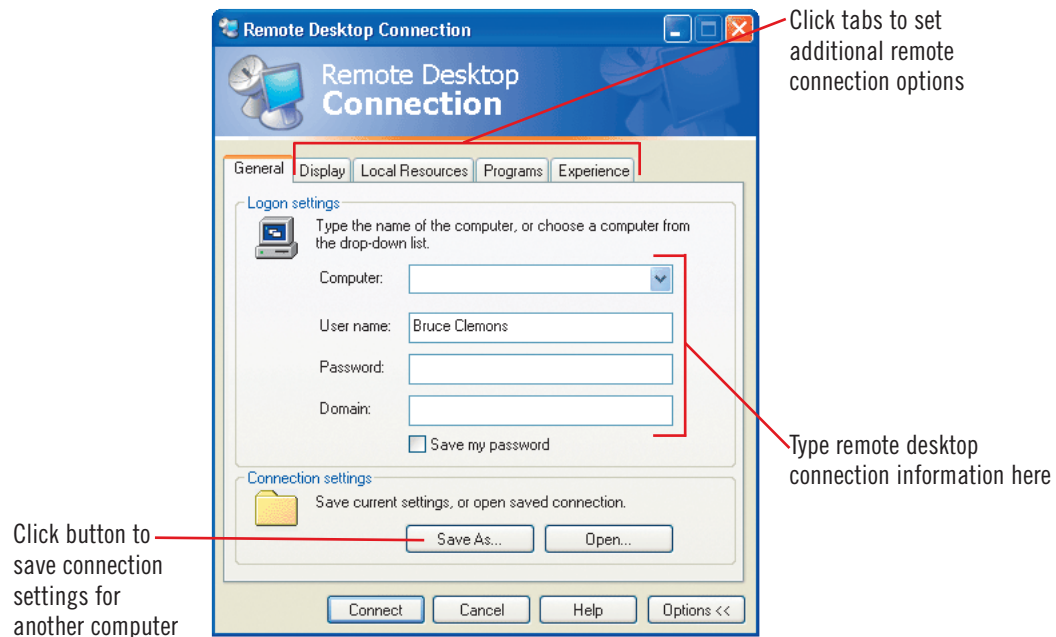 Remote Desktop Connection
Click tabs to set
additional remote
connection options
Remote Desktop
Connection
General Display Local Resources Programs Experience
Logon settings
Type the name of the computer, or choose a computer from
the drop-down list.
Computer:
User name: Bruce Clemons
Password:
Domain:
Save my password
Type remote desktop
connection information here
Connection settings
Save current settings, or open saved connection.
Save As... Open...
Click button to
save connection
settings for
another computer
Connect Cancel Help Options <<